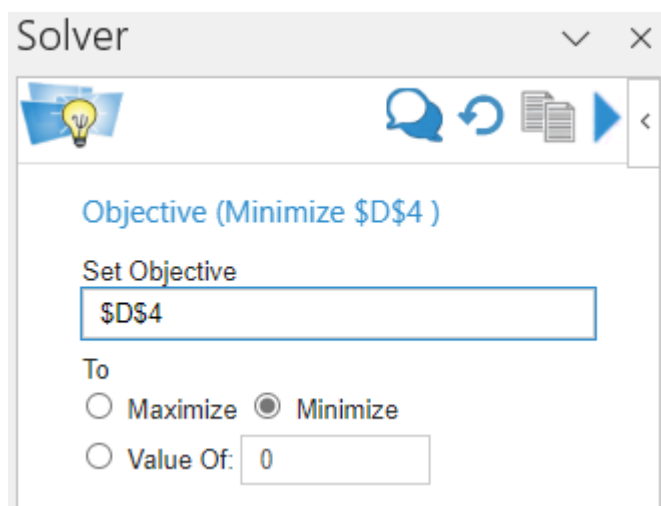 Solver
Objective (Minimize $D$4 )
Set Objective
$D$4
To
Maximize Minimize
Value Of: 0